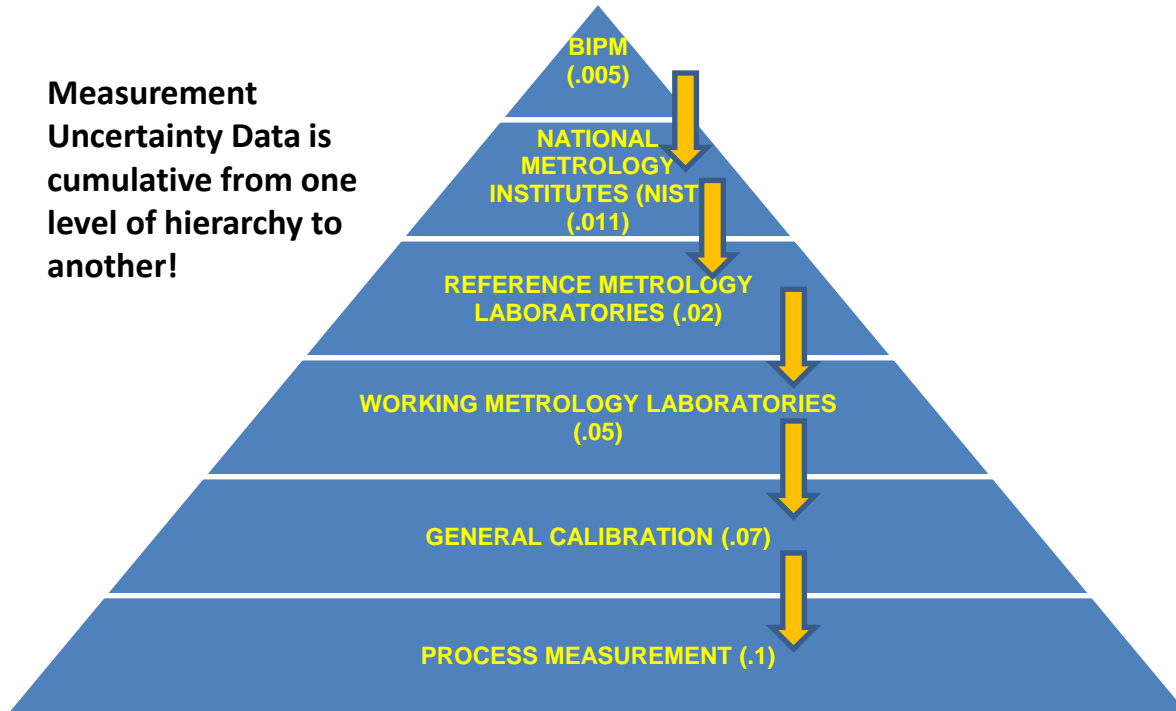 Measurement
Uncertainty Data is
cumulative from one
level of hierarchy to
another!
BIPM
(.005)
NATIONAL
METROLOGY
INSTITUTES (NIST
(.011)
REFERENCE METROLOGY
LABORATORIES (.02)
WORKING METROLOGY LABORATORIES
(.05)
GENERAL CALIBRATION (.07)
PROCESS MEASUREMENT (.1)